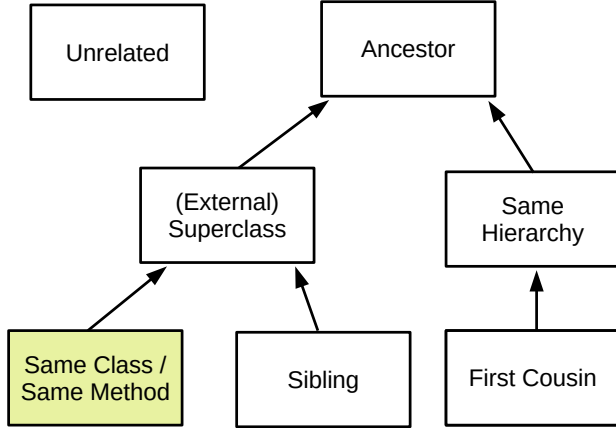 Unrelated
Ancestor
(External)
Superclass
Same
Hierarchy
Same Class /
Same Method
Sibling
First Cousin